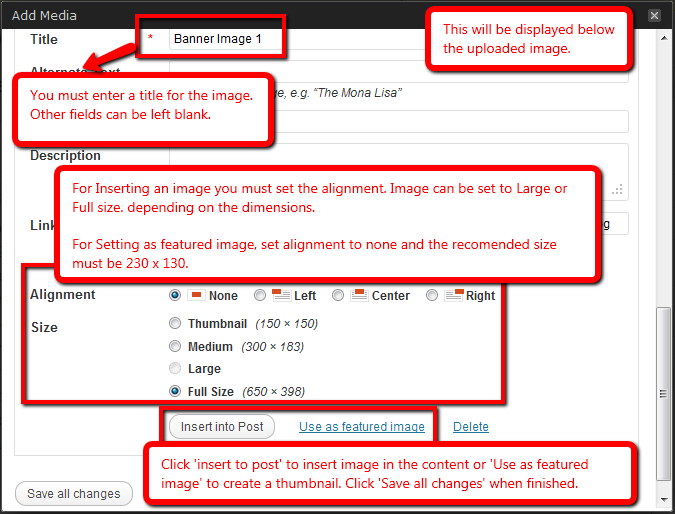 Add Media
Title * Banner Image 1
This will be displayed below
the uploaded image.
You must enter a title for the image.
Other fields can be left blank.
e.g. “The Mona Lisa”
Description
For Inserting an image you must set the alignment. Image can be set to Large or
Full size. depending on the dimensions.
For Setting as featured image, set alignment to none and the recomended size
must be 230 x 130.
Alignment None Left Center Right
Size Thumbnail (150 × 150)
Medium (300 × 183)
Large
Full Size (650 × 398)
Insert into Post Use as featured image Delete
Click 'insert to post' to insert image in the content or 'Use as featured
image' to create a thumbnail. Click 'Save all changes' when finished.
Save all changes